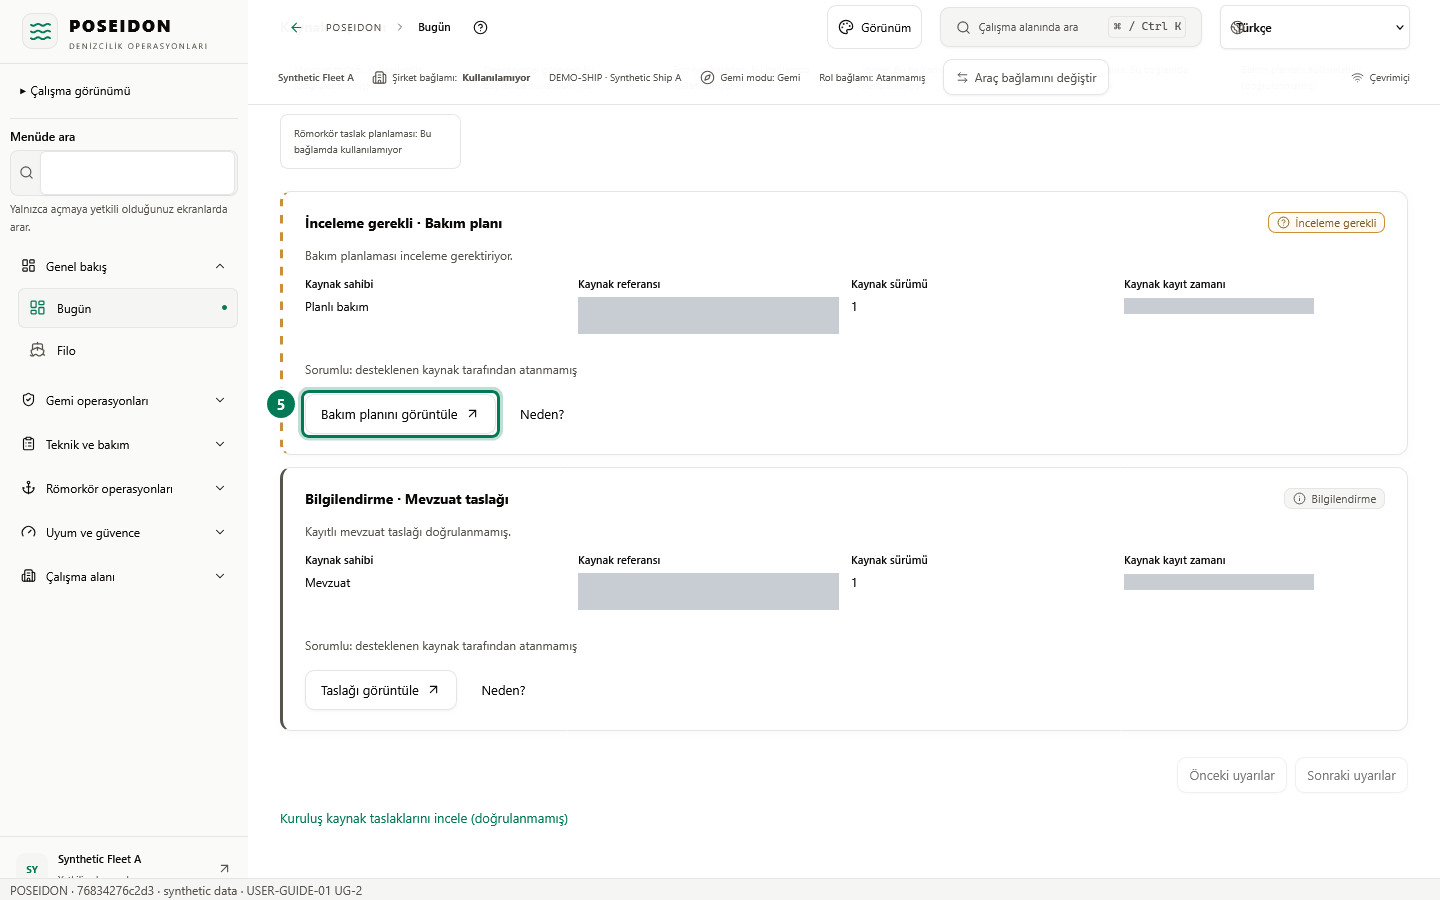 POSEIDON
DENİZCİLİK OPERASYONLARI
Çalışma görünümü
Menüde ara
Yalnızca açmaya yetkili olduğunuz ekranlarda
arar.
Genel bakış
Bugün
Filo
Gemi operasyonları
Teknik ve bakım
Römorkör operasyonları
Uyum ve güvence
Çalışma alanı
Synthetic Fleet A
SY
POSEIDON
Bugün
Görünüm
Çalışma alanında ara
⌘ / Ctrl K
Türkçe
Synthetic Fleet A
Şirket bağlamı: Kullanılamıyor
DEMO-SHIP · Synthetic Ship A
Gemi modu: Gemi
Rol bağlamı: Atanmamış
Araç bağlamını değiştir
Çevrimiçi
Römorkör taslak planlaması: Bu
bağlamda kullanılamıyor
İnceleme gerekli · Bakım planı
İnceleme gerekli
Bakım planlaması inceleme gerektiriyor.
Kaynak sahibi
Kaynak referansı
Kaynak sürümü
Kaynak kayıt zamanı
Planlı bakım
1
Sorumlu: desteklenen kaynak tarafından atanmamış
5
Bakım planını görüntüle
Neden?
Bilgilendirme · Mevzuat taslağı
Bilgilendirme
Kayıtlı mevzuat taslağı doğrulanmamış.
Kaynak sahibi
Kaynak referansı
Kaynak sürümü
Kaynak kayıt zamanı
Mevzuat
1
Sorumlu: desteklenen kaynak tarafından atanmamış
Taslağı görüntüle
Neden?
Önceki uyarılar
Sonraki uyarılar
Kuruluş kaynak taslaklarını incele (doğrulanmamış)
POSEIDON · 76834276c2d3 · synthetic data · USER-GUIDE-01 UG-2